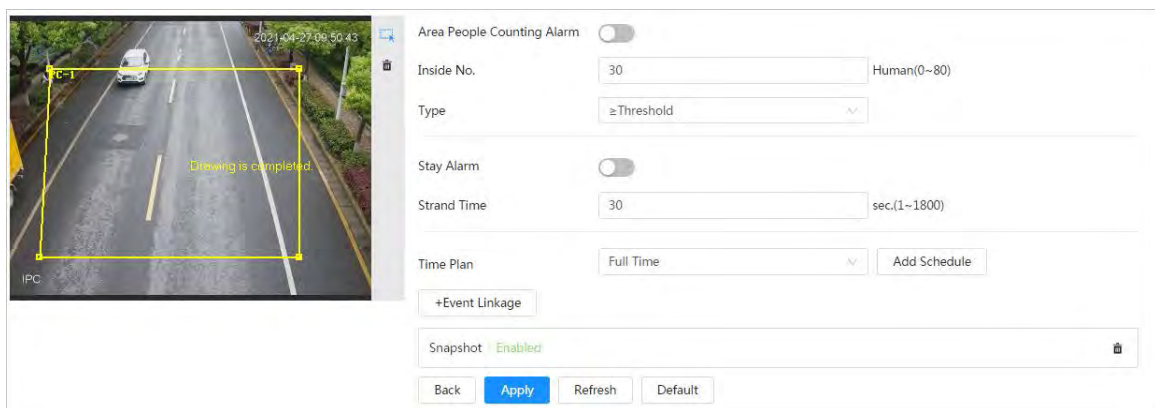 2021-04-27 09:50:43
PC-1
Drawing is completed.
IPC
Area People Counting Alarm
Inside No. 30 Human(0~80)
Type ≥Threshold
Stay Alarm
Strand Time 30 sec.(1~1800)
Time Plan Full Time Add Schedule
+Event Linkage
Snapshot Enabled
Back Apply Refresh Default